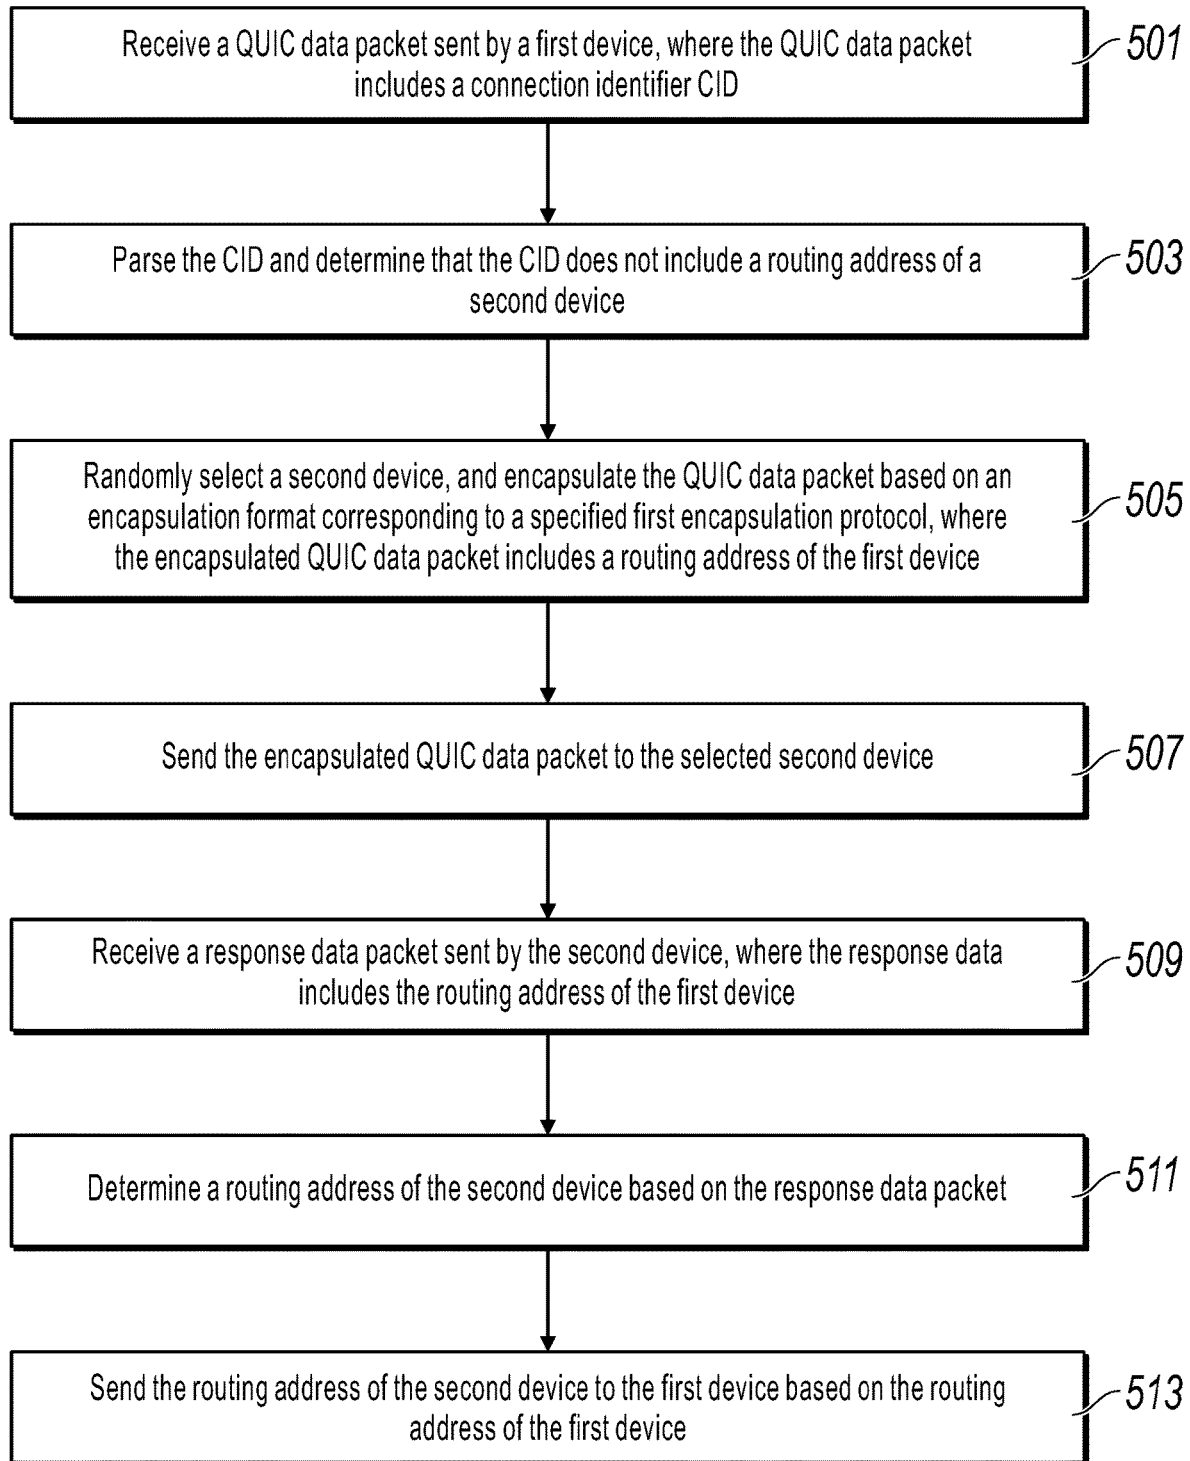 Receive a QUIC data packet sent by a first device, where the QUIC data packet
includes a connection identifier CID
501
Parse the CID and determine that the CID does not include a routing address of a
second device
503
Randomly select a second device, and encapsulate the QUIC data packet based on an
encapsulation format corresponding to a specified first encapsulation protocol, where
the encapsulated QUIC data packet includes a routing address of the first device
505
Send the encapsulated QUIC data packet to the selected second device
507
Receive a response data packet sent by the second device, where the response data
includes the routing address of the first device
509
Determine a routing address of the second device based on the response data packet
511
Send the routing address of the second device to the first device based on the routing
address of the first device
513